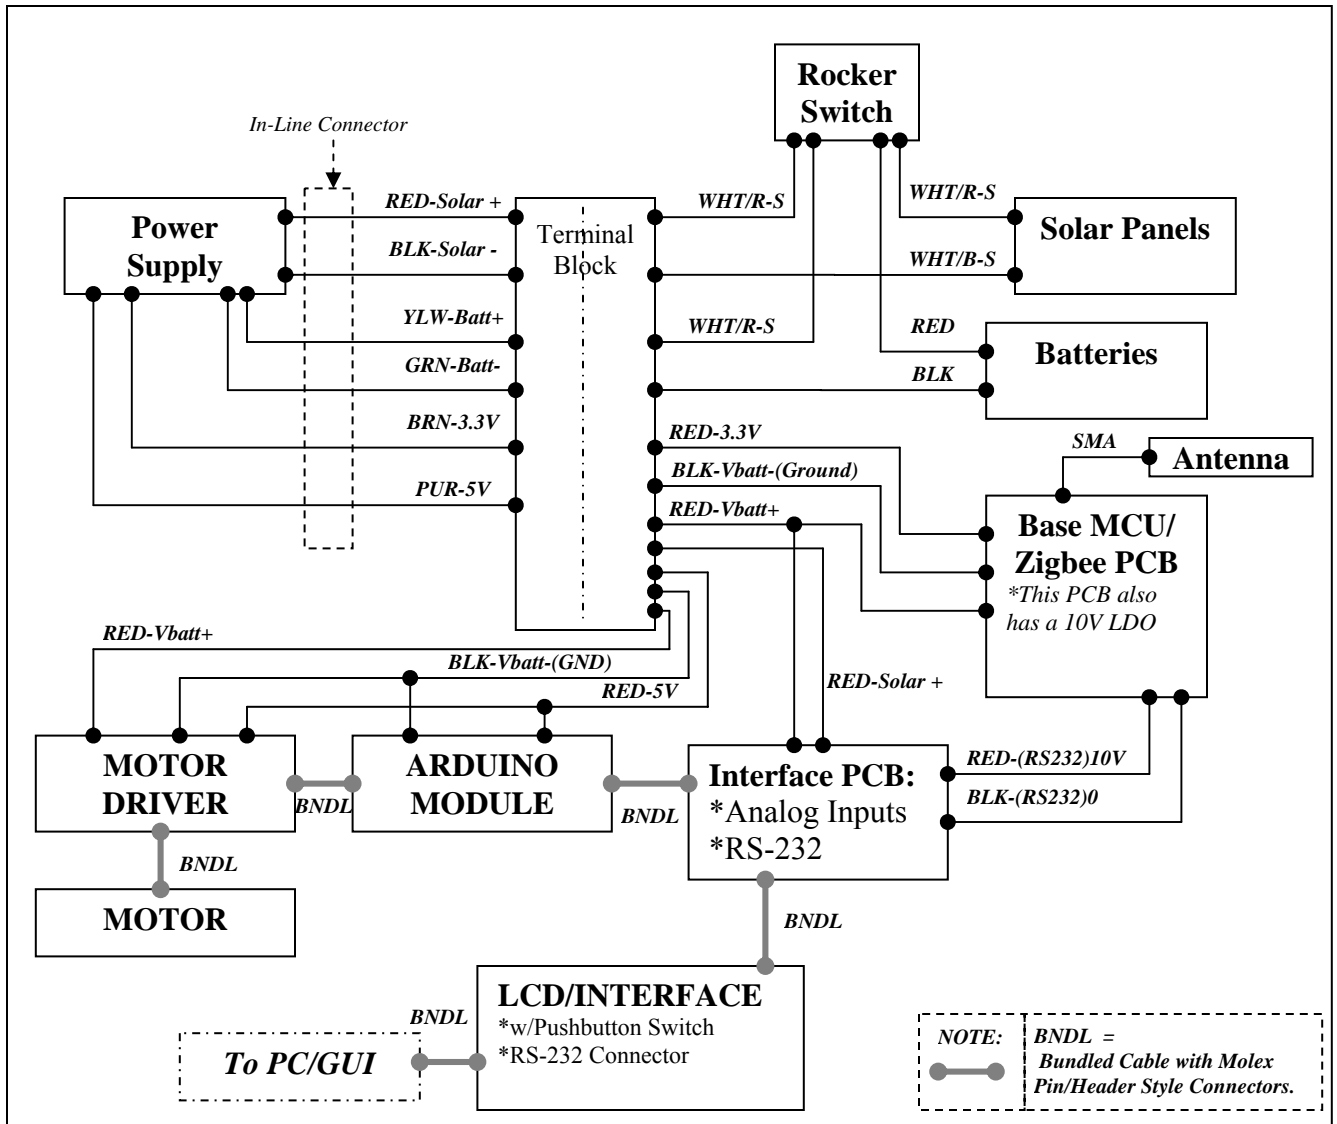 Rocker
Switch
In-Line Connector
RED-Solar +
WHT/R-S
WHT/R-S
Power
Supply
Terminal
Block
Solar Panels
BLK-Solar -
WHT/B-S
YLW-Batt+
WHT/R-S
RED
Batteries
GRN-Batt-
BLK
BRN-3.3V
RED-3.3V
SMA
Antenna
BLK-Vbatt-(Ground)
PUR-5V
RED-Vbatt+
Base MCU/
Zigbee PCB
*This PCB also
has a 10V LDO
RED-Vbatt+
BLK-Vbatt-(GND)
RED-5V
RED-Solar +
MOTOR
DRIVER
BNDL
ARDUINO
MODULE
BNDL
Interface PCB:
*Analog Inputs
*RS-232
RED-(RS232)10V
BLK-(RS232)0
BNDL
MOTOR
BNDL
LCD/INTERFACE
*w/Pushbutton Switch
*RS-232 Connector
BNDL
To PC/GUI
NOTE:
BNDL =
Bundled Cable with Molex
Pin/Header Style Connectors.